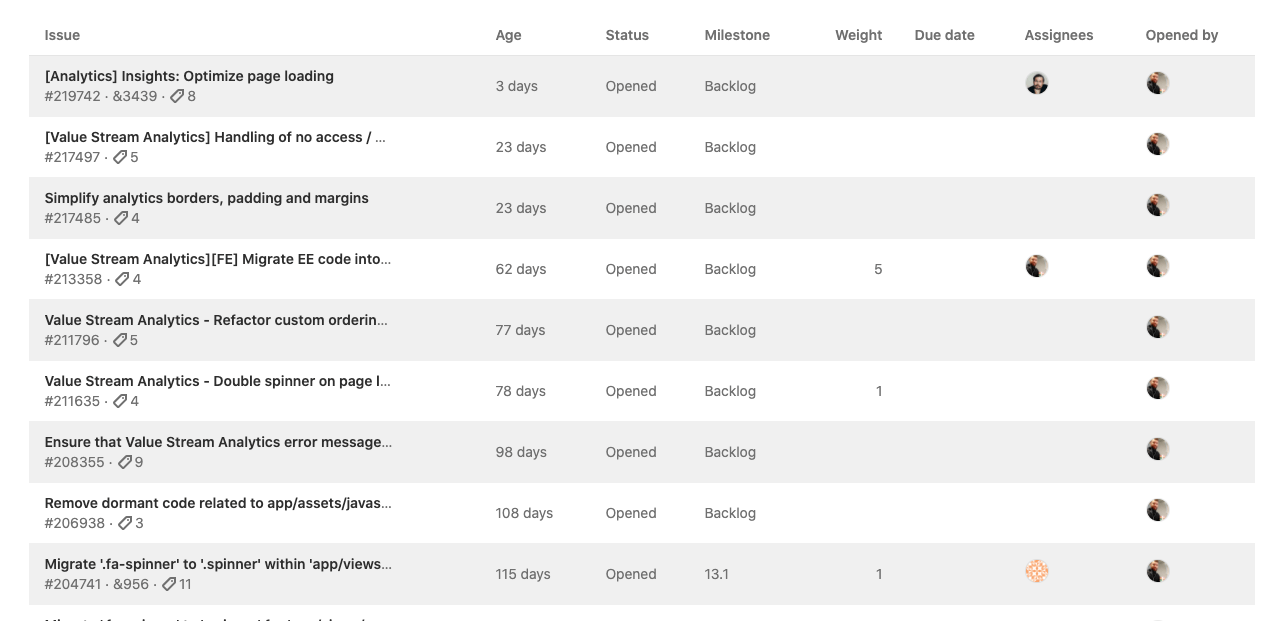 Issue Age Status Milestone Weight Due date Assignees Opened by
[Analytics] Insights: Optimize page loading
#219742 · &3439 · 8 3 days Opened Backlog
[Value Stream Analytics] Handling of no access / ...
#217497 · 5 23 days Opened Backlog
Simplify analytics borders, padding and margins
#217485 · 4 23 days Opened Backlog
[Value Stream Analytics][FE] Migrate EE code into...
#213358 · 4 62 days Opened Backlog 5
Value Stream Analytics - Refactor custom orderin...
#211796 · 5 77 days Opened Backlog
Value Stream Analytics - Double spinner on page l...
#211635 · 4 78 days Opened Backlog 1
Ensure that Value Stream Analytics error message...
#208355 · 9 98 days Opened Backlog
Remove dormant code related to app/assets/javas...
#206938 · 3 108 days Opened Backlog
Migrate '.fa-spinner' to '.spinner' within 'app/views...
#204741 · &956 · 11 115 days Opened 13.1 1